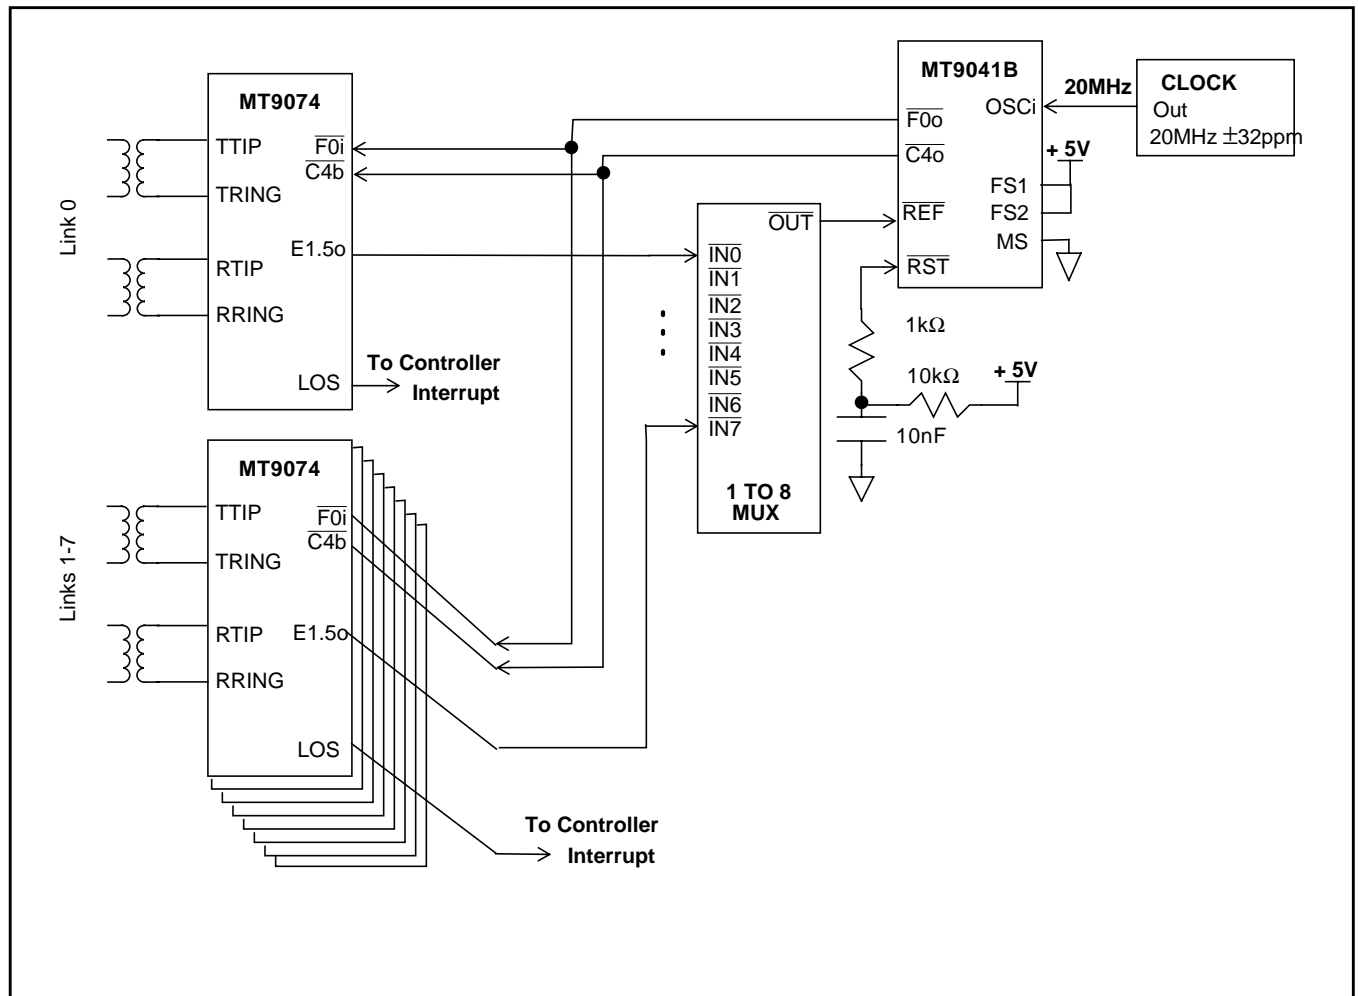 MT9074
TTIP
TRING
RTIP
RRING
F0i
C4b
E1.5o
LOS
Link 0
To Controller
Interrupt
MT9041B
F0o
C4o
REF
RST
OSCi
FS1
FS2
MS
20MHz
CLOCK
Out
20MHz ±32ppm
+ 5V
OUT
IN0
IN1
IN2
IN3
IN4
IN5
IN6
IN7
1 TO 8
MUX
1kΩ
10kΩ
+ 5V
10nF
MT9074
TTIP
TRING
RTIP
RRING
F0i
C4b
E1.5o
LOS
Links 1-7
To Controller
Interrupt